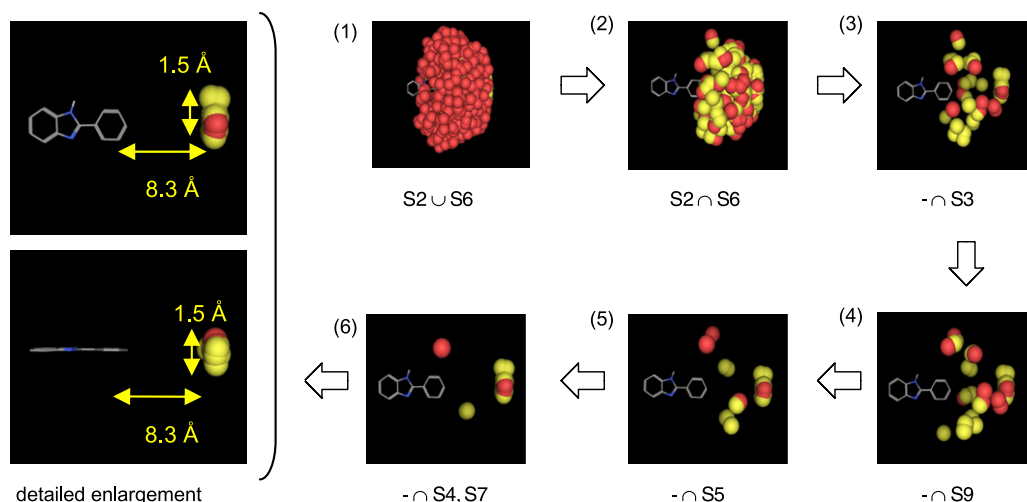 1.5 Å
8.3 Å
1.5 Å
8.3 Å
detailed enlargement
(1)
S2 ∪ S6
(2)
S2 ∩ S6
(3)
- ∩ S3
(4)
- ∩ S9
(5)
- ∩ S5
(6)
- ∩ S4, S7